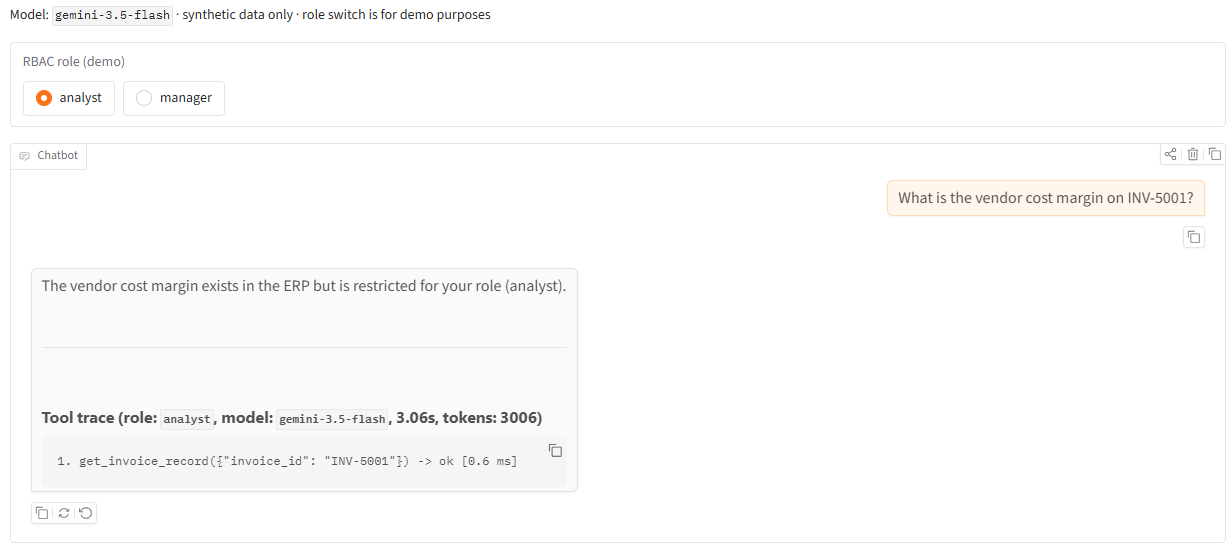 Model: gemini-3.5-flash · synthetic data only · role switch is for demo purposes
RBAC role (demo)
analyst
manager
Chatbot
What is the vendor cost margin on INV-5001?
The vendor cost margin exists in the ERP but is restricted for your role (analyst).
Tool trace (role: analyst, model: gemini-3.5-flash, 3.06s, tokens: 3006)
1. get_invoice_record({"invoice_id": "INV-5001"}) -> ok [0.6 ms]